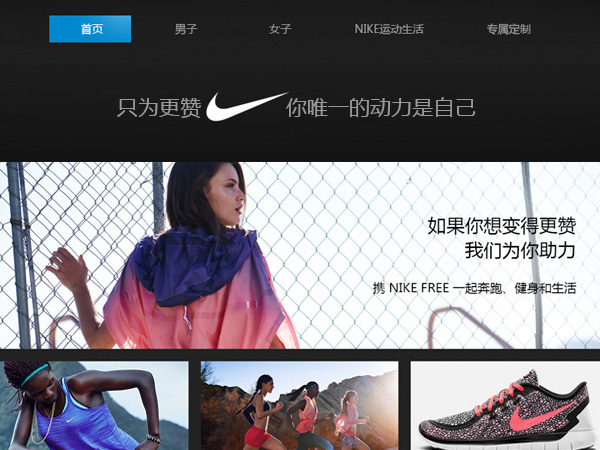 首页 男子 女子 NIKE运动生活 专属定制
只为更赞 你唯一的动力是自己
如果你想变得更赞
我们为你助力
携 NIKE FREE 一起奔跑、健身和生活